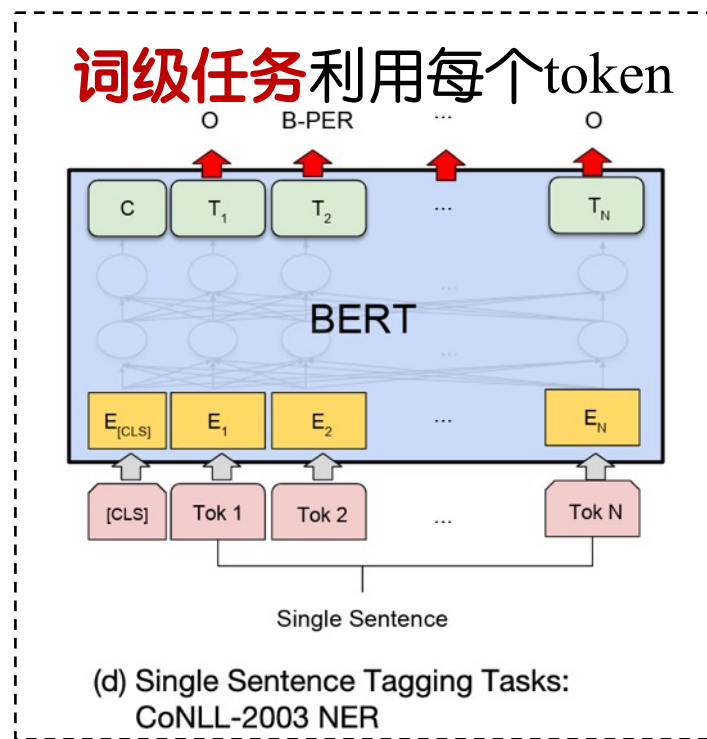 词级任务利用每个token
O B-PER ... O
C T1 T2 ... TN
...
BERT
...
E[CLS] E1 E2 ... EN
[CLS] Tok 1 Tok 2 ... Tok N
Single Sentence
(d) Single Sentence Tagging Tasks:
CoNLL-2003 NER